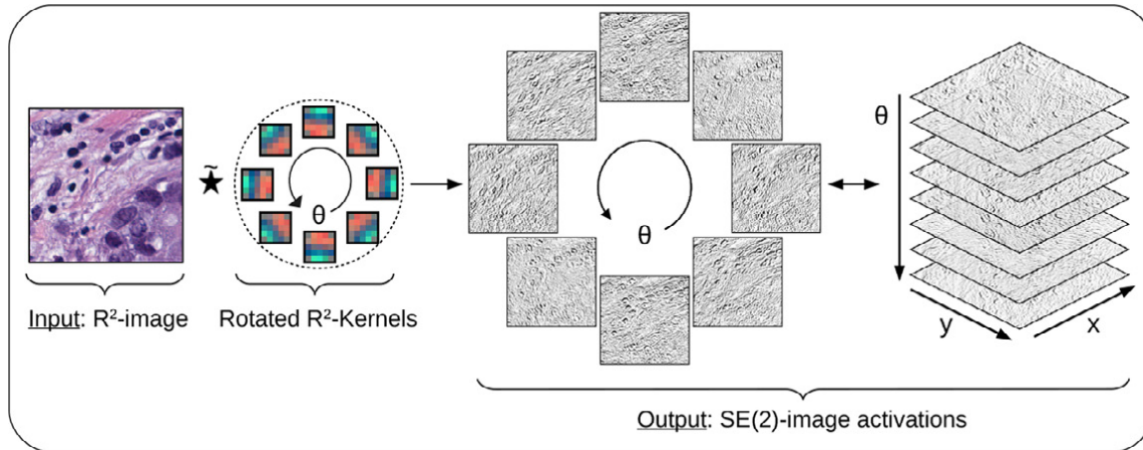 θ
θ
θ
y
x
Input: R²-image
Rotated R²-Kernels
Output: SE(2)-image activations